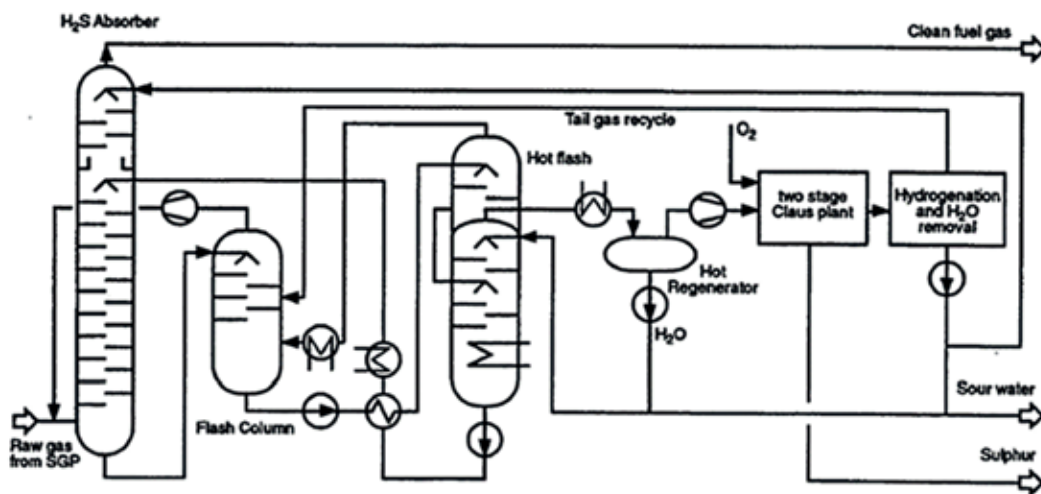 H₂S Absorber
Clean fuel gas
Tail gas recycle
O₂
Hot flash
two stage
Claus plant
Hydrogenation
and H₂O
removal
Hot
Regenerator
H₂O
Flash Column
Raw gas
from SGP
Sour water
Sulphur